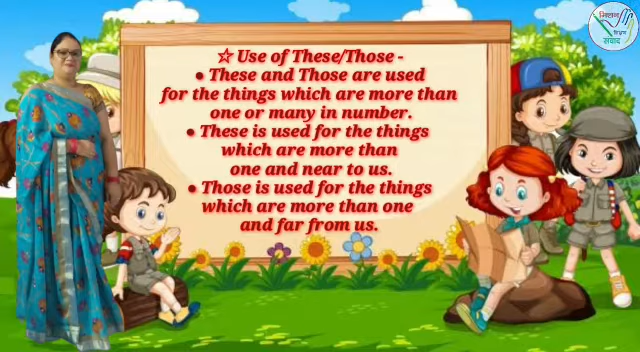 ☆ Use of These/Those -
• These and Those are used
for the things which are more than
one or many in number.
• These is used for the things
which are more than
one and near to us.
• Those is used for the things
which are more than one
and far from us.
मिशन
शिक्षण
संवाद